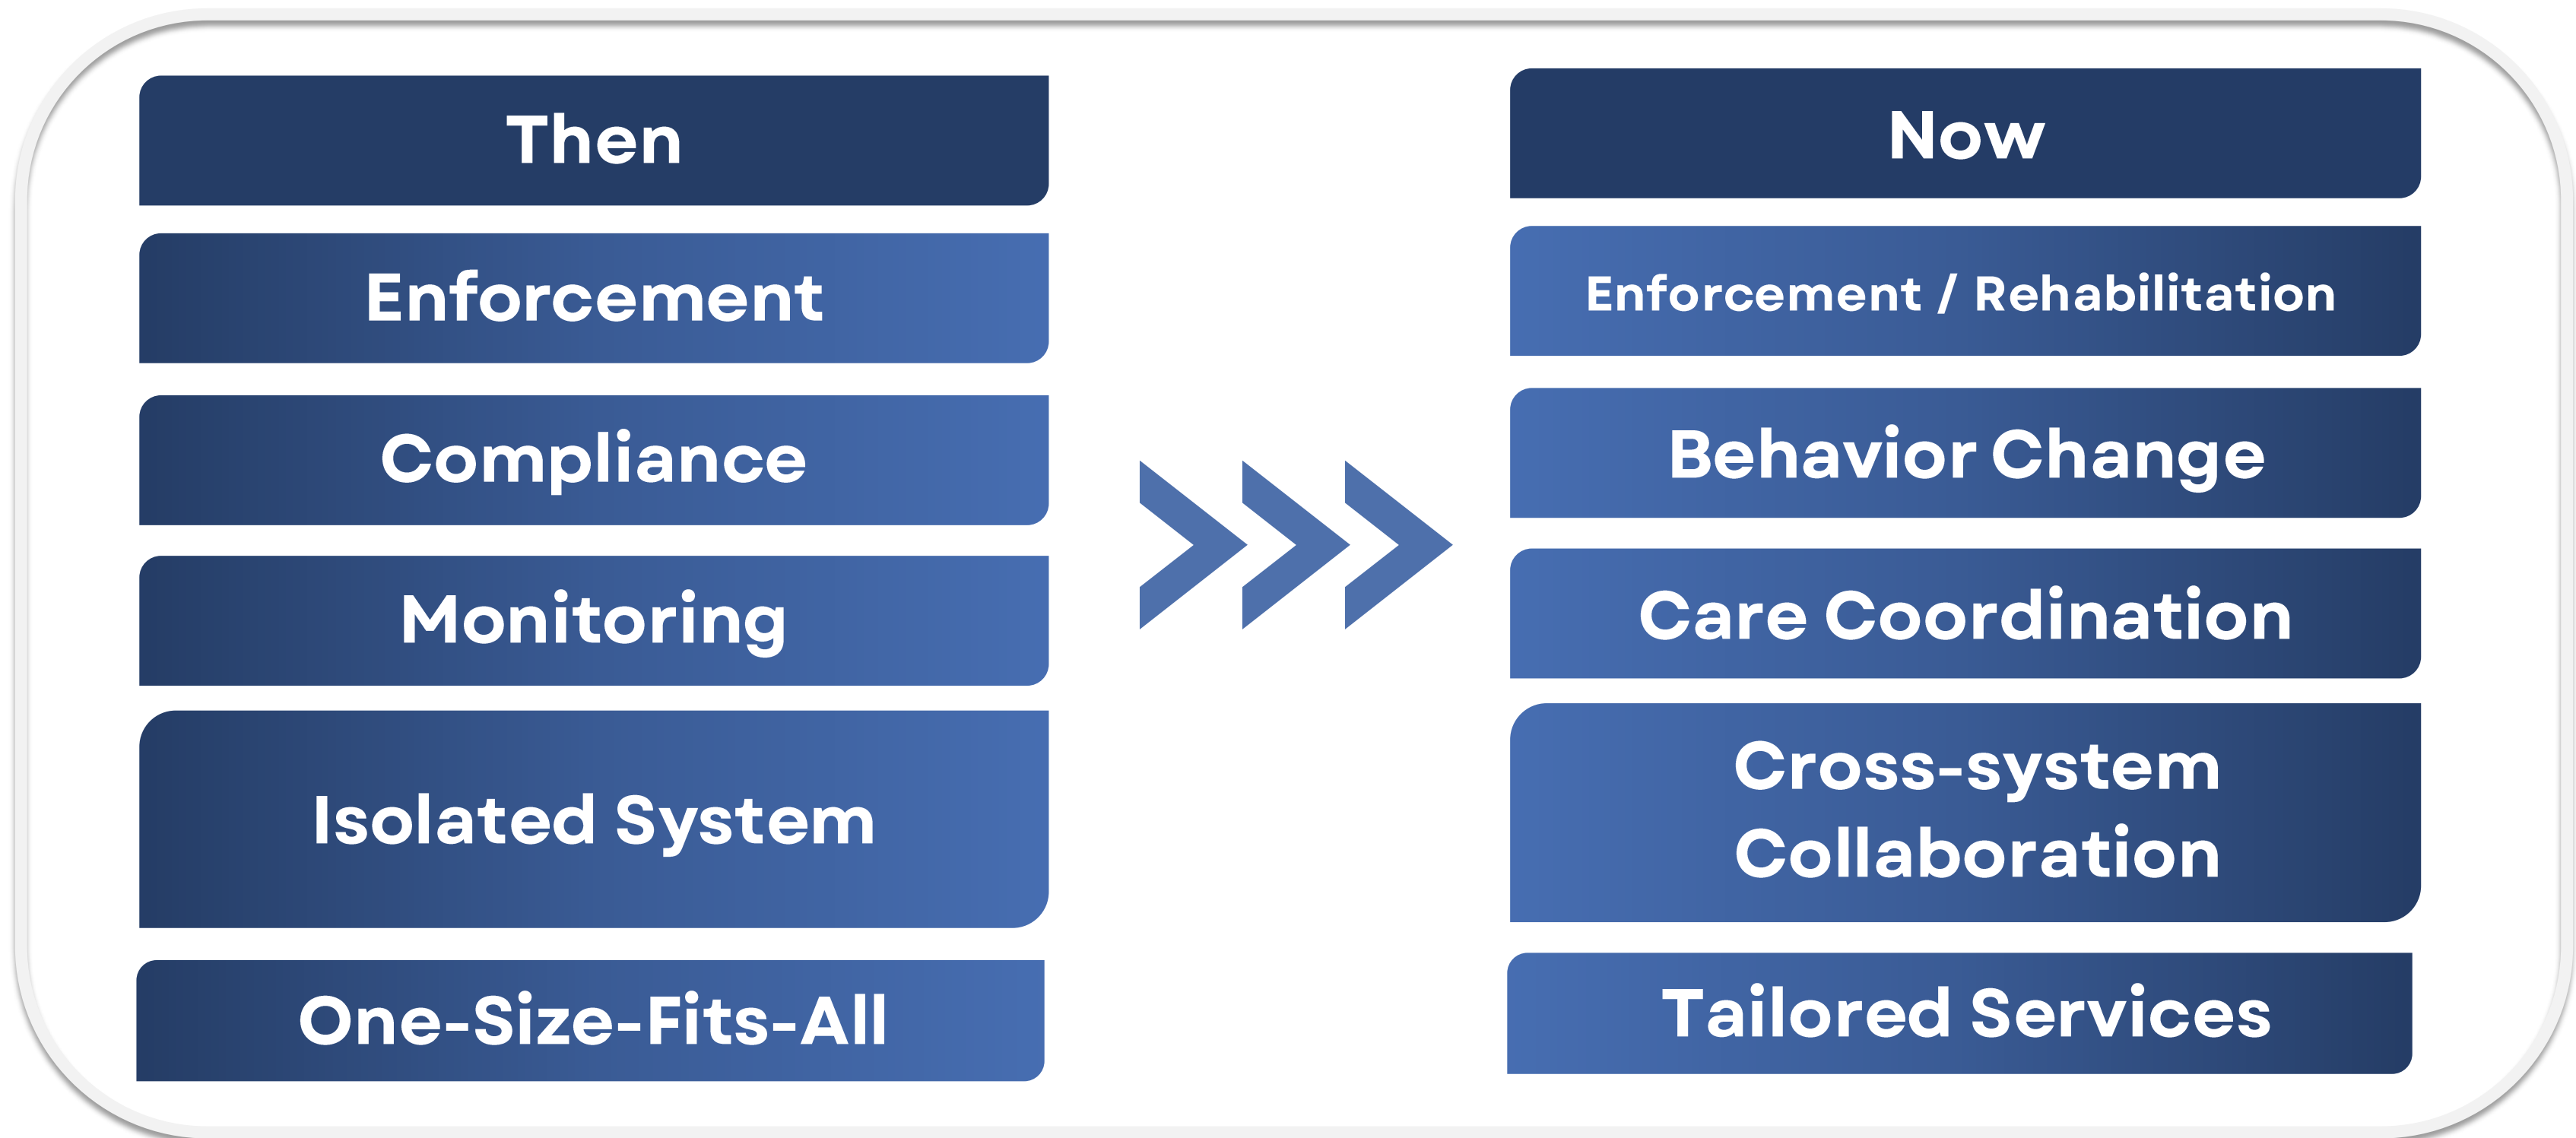 Then
Enforcement
Compliance
Monitoring
Isolated System
One-Size-Fits-All
Now
Enforcement / Rehabilitation
Behavior Change
Care Coordination
Cross-system
Collaboration
Tailored Services